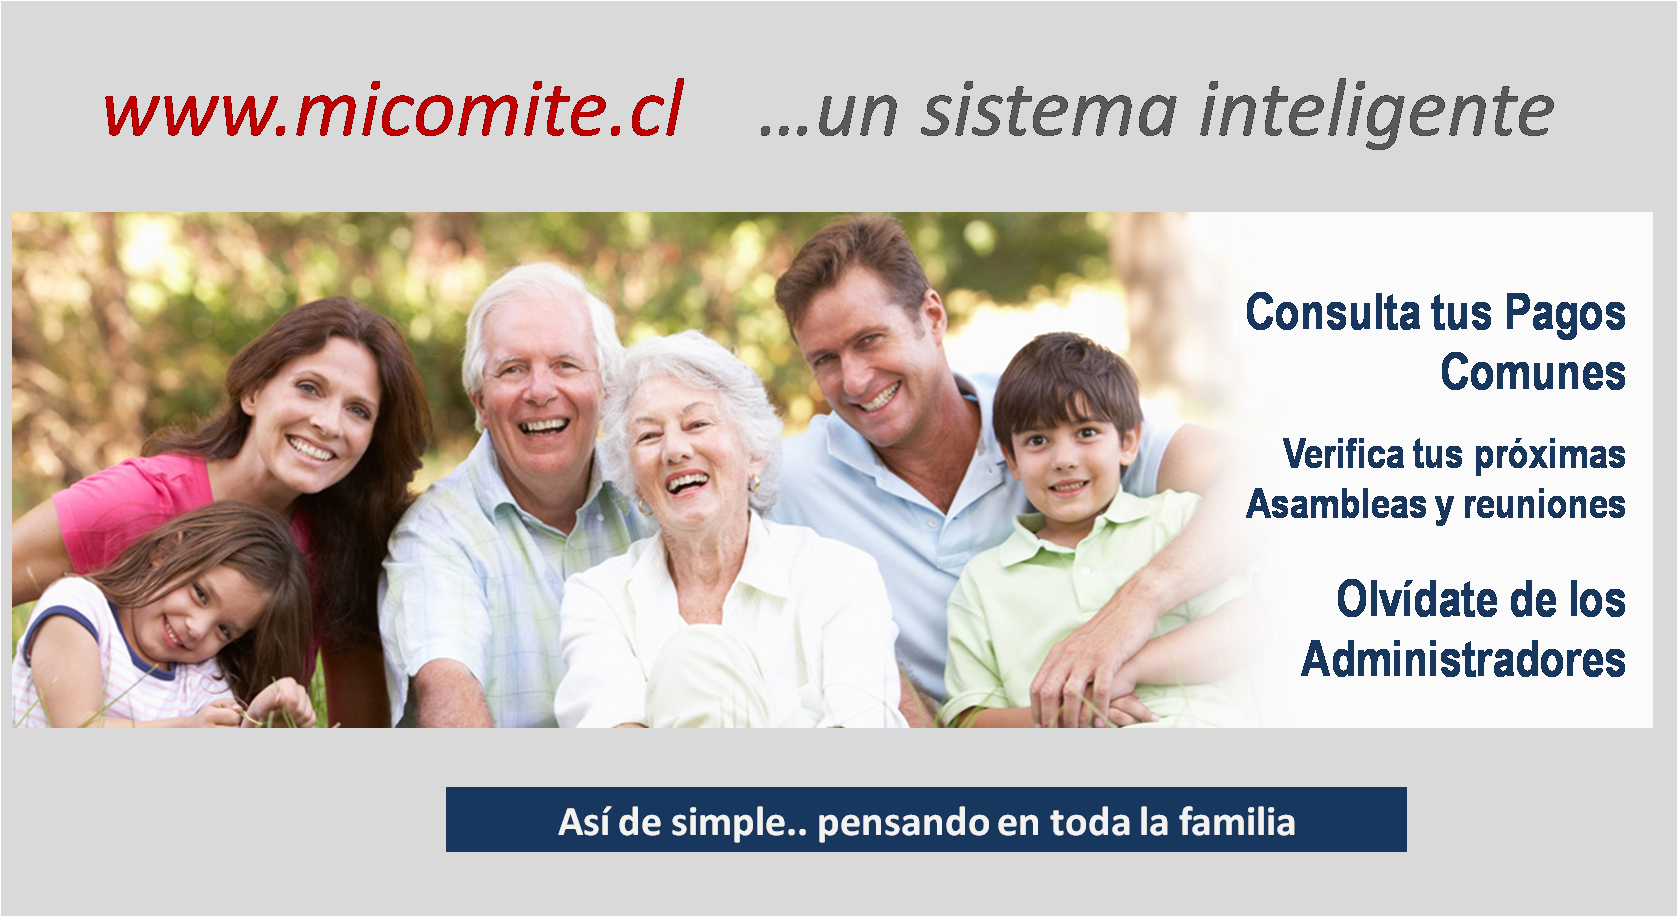 www.micomite.cl ...un sistema inteligente
Consulta tus Pagos
Comunes
Verifica tus próximas
Asambleas y reuniones
Olvídate de los
Administradores
Así de simple.. pensando en toda la familia